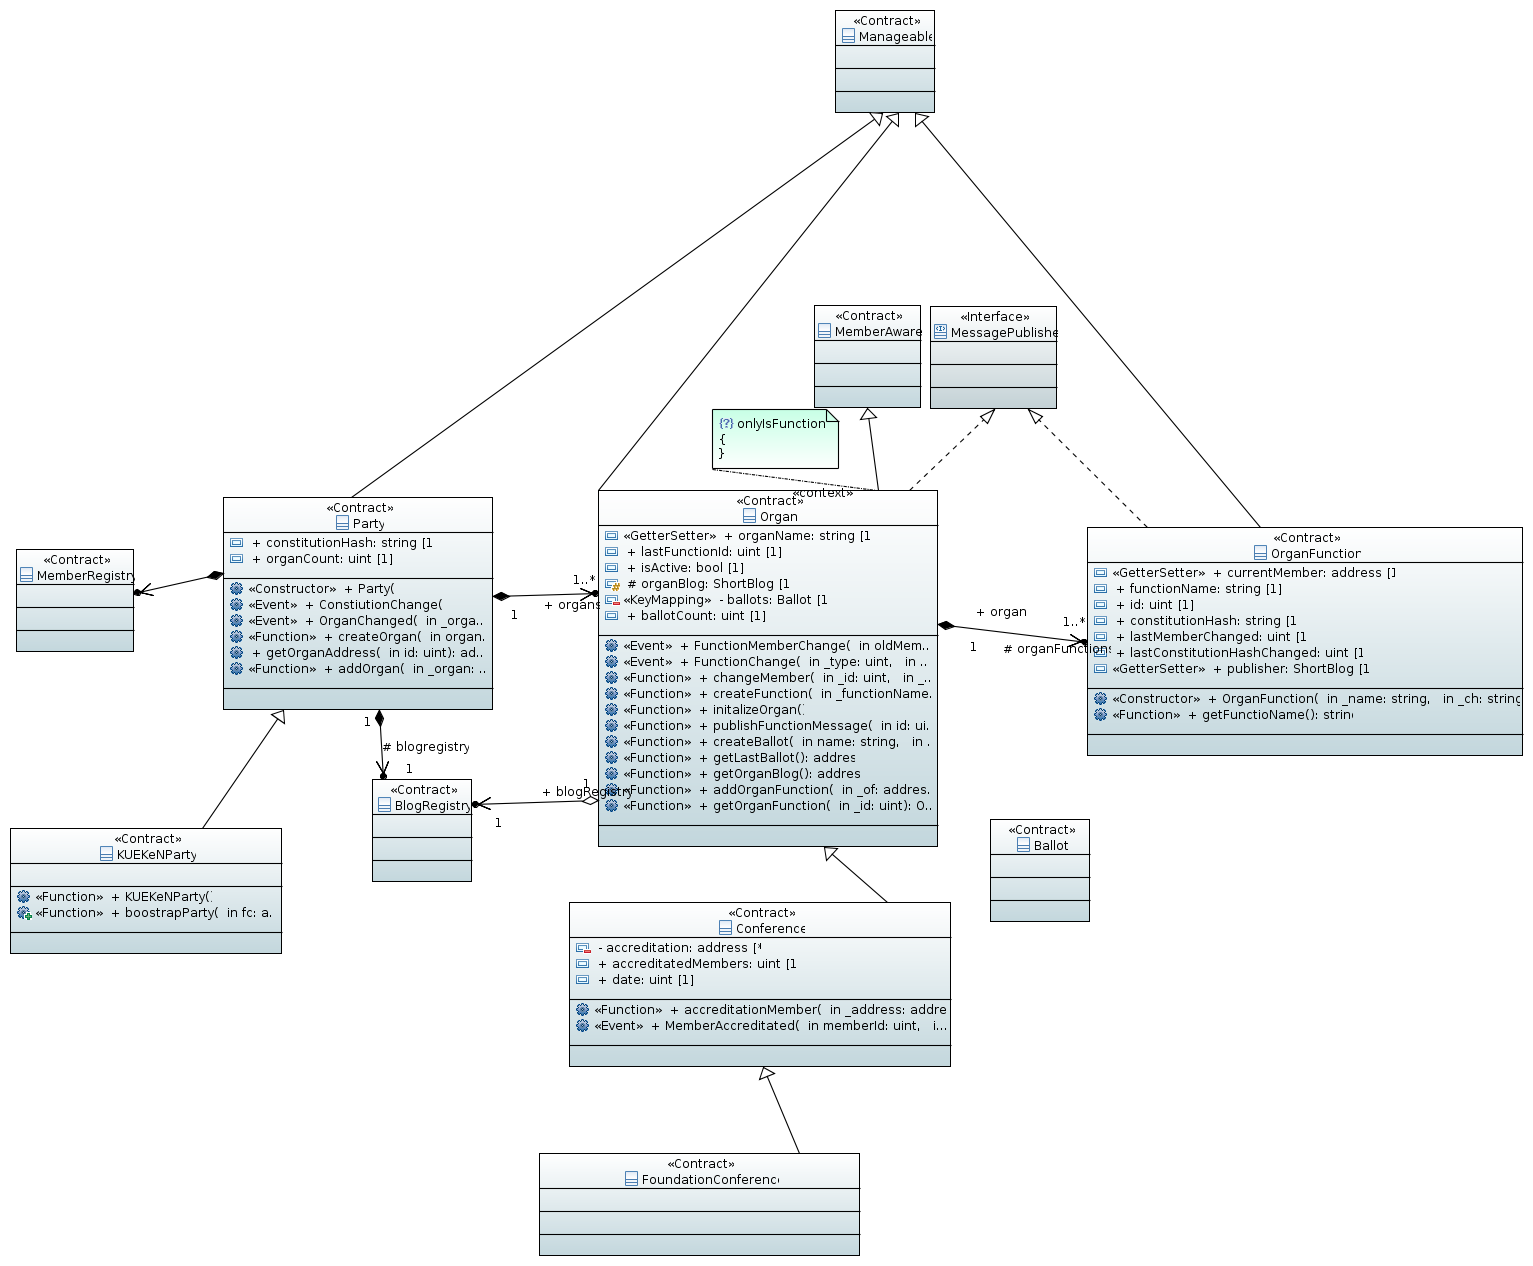 «Contract»
Manageable
«Contract»
MemberAware
«Interface»
MessagePublishe
onlyIsFunction
{
}
«context»
«Contract»
Party
+ constitutionHash: string [1
+ organCount: uint [1]
«Constructor» + Party(
«Event» + ConstiutionChange(
«Event» + OrganChanged( in _orga..
«Function» + createOrgan( in organ.
+ getOrganAddress( in id: uint): ad..
«Function» + addOrgan( in _organ: ..
«Contract»
MemberRegistry
1..*
+ organs
1
«Contract»
Organ
«GetterSetter» + organName: string [1
+ lastFunctionId: uint [1]
+ isActive: bool [1]
# organBlog: ShortBlog [1
«KeyMapping» - ballots: Ballot [1
+ ballotCount: uint [1]
«Event» + FunctionMemberChange( in oldMem..
«Event» + FunctionChange( in _type: uint, in ..
«Function» + changeMember( in _id: uint, in _..
«Function» + createFunction( in _functionName.
«Function» + initalizeOrgan()
«Function» + publishFunctionMessage( in id: ui.
«Function» + createBallot( in name: string, in .
«Function» + getLastBallot(): addres
«Function» + getOrganBlog(): addres
«Function» + addOrganFunction( in _of: addres.
«Function» + getOrganFunction( in _id: uint): O..
+ organ
1..*
1
# organFunctions
«Contract»
OrganFunction
«GetterSetter» + currentMember: address [1
+ functionName: string [1]
+ id: uint [1]
+ constitutionHash: string [1
+ lastMemberChanged: uint [1
+ lastConstitutionHashChanged: uint [1
«GetterSetter» + publisher: ShortBlog [1
«Constructor» + OrganFunction( in _name: string, in _ch: string
«Function» + getFunctioName(): string
1
# blogregistry
1
«Contract»
BlogRegistry
1
+ blogRegistry
1
«Contract»
KUEKeNParty
«Function» + KUEKeNParty()
«Function» + boostrapParty( in fc: a.
«Contract»
Ballot
«Contract»
Conference
- accreditation: address [*
+ accreditatedMembers: uint [1
+ date: uint [1]
«Function» + accreditationMember( in _address: addre
«Event» + MemberAccreditated( in memberId: uint, i...
«Contract»
FoundationConferenc